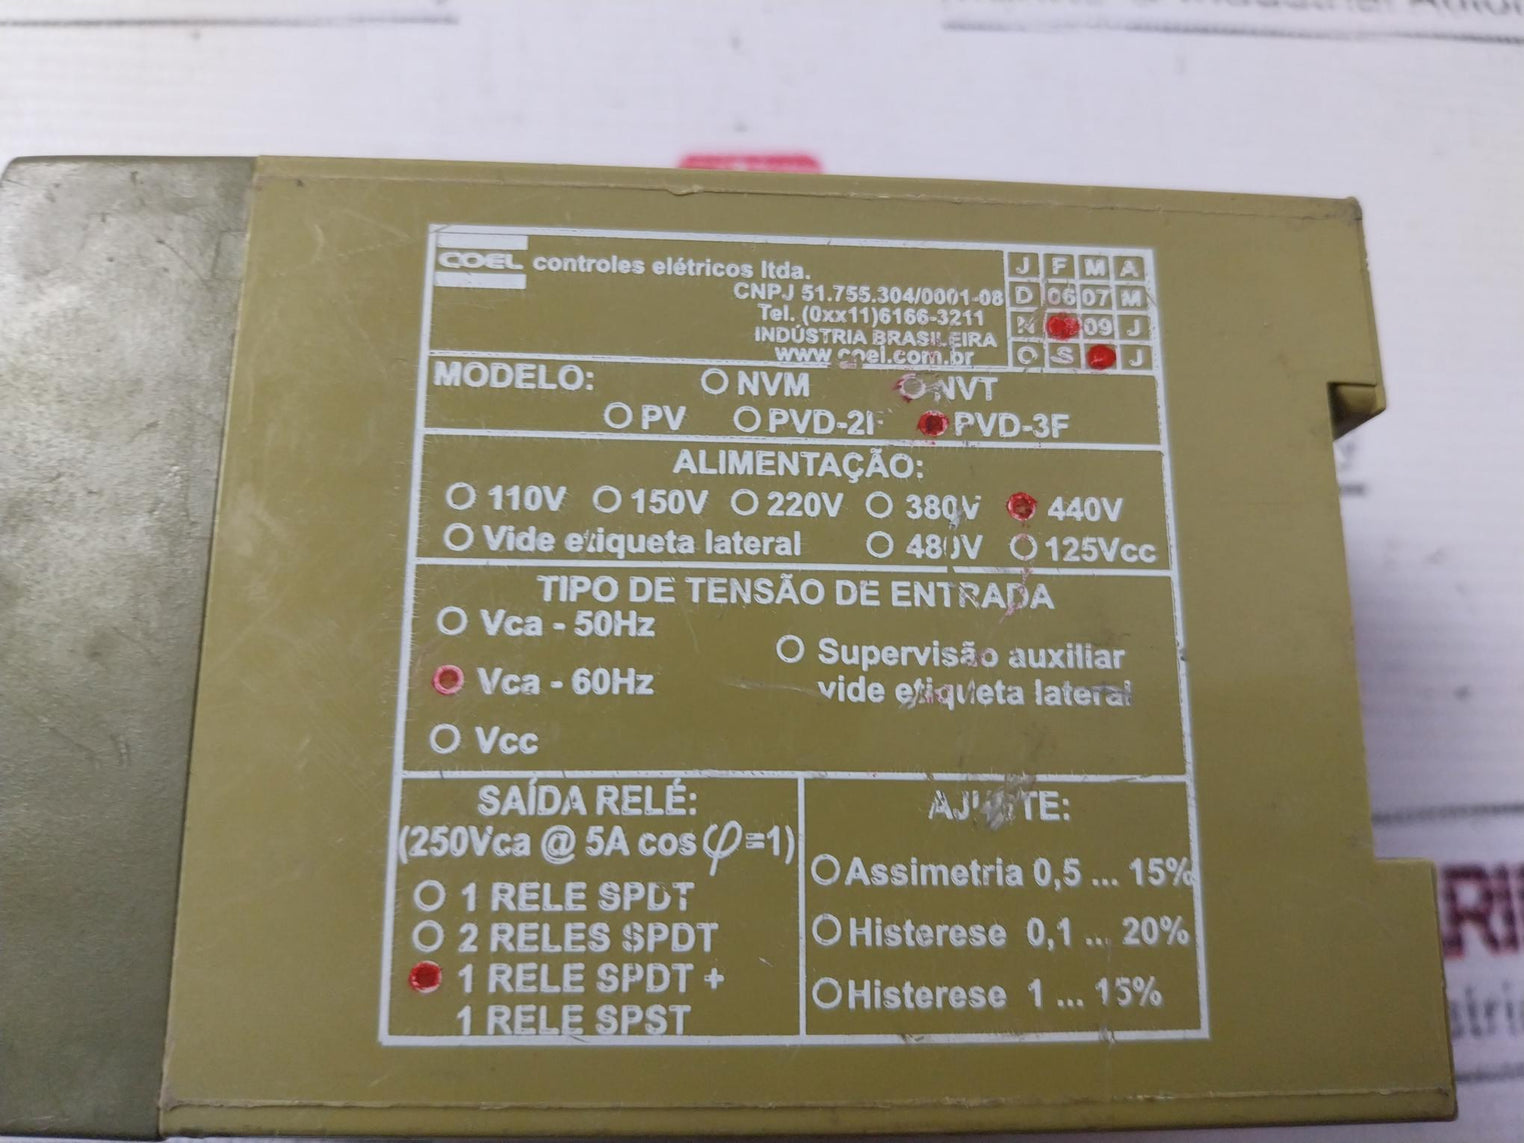 COEL controles elétricos ltda.
CNPJ 51.755.304/0001-08
Tel. (0xx11)6166-3211
INDÚSTRIA BRASILEIRA
www.coel.com.br
J F M A
D 06 07 M
N 09 J
O S J
MODELO: NVM NVT
PV PVD-2F PVD-3F
ALIMENTAÇÃO:
110V 150V 220V 380V 440V
Vide etiqueta lateral 480V 125Vcc
TIPO DE TENSÃO DE ENTRADA
Vca - 50Hz
Supervisão auxiliar
vide etiqueta lateral
Vca - 60Hz
Vcc
SAÍDA RELÉ:
(250Vca @ 5A cos φ=1)
1 RELE SPDT
2 RELES SPDT
1 RELE SPDT +
1 RELE SPST
AJUSTE:
Assimetria 0,5 ... 15%
Histerese 0,1 ... 20%
Histerese 1 ... 15%